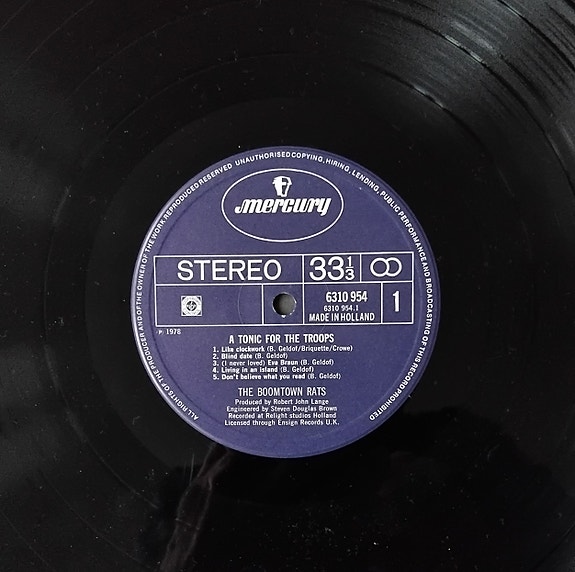 ALL RIGHTS OF THE PRODUCER AND OF THE OWNER OF THE WORK REPRODUCED RESERVED UNAUTHORISED COPYING, HIRING, LENDING, PUBLIC PERFORMANCE AND BROADCASTING OF THIS RECORD PROHIBITED
mercury
STEREO 33 1/3
6310 954
6310 954.1
MADE IN HOLLAND
1
P 1978
A TONIC FOR THE TROOPS
1. Like clockwork (B. Geldof/Briquette/Crowe)
2. Blind date (B. Geldof)
3. (I never loved) Eva Braun (B. Geldof)
4. Living in an island (B. Geldof)
5. Don't believe what you read (B. Geldof)
THE BOOMTOWN RATS
Produced by Robert John Lange
Engineered by Steven Douglas Brown
Recorded at Relight studios Holland
Licensed through Ensign Records U.K.